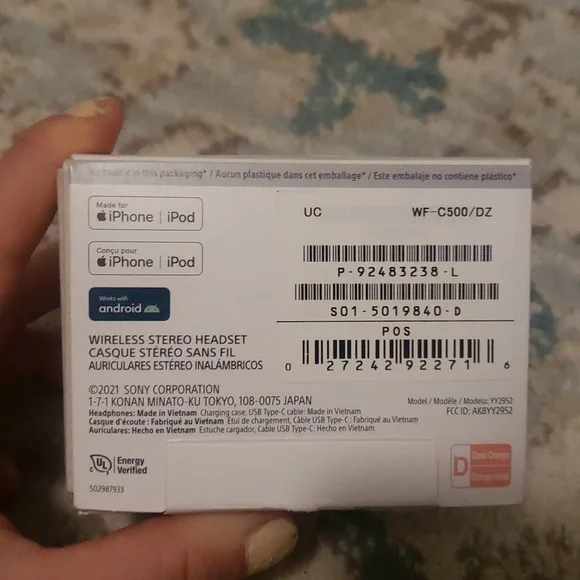 in this packaging* / Aucun plastique dans cet emballage* / Este embalaje no contiene plástico*
Made for
iPhone | iPod
Conçu pour
iPhone | iPod
Works with
android
WIRELESS STEREO HEADSET
CASQUE STÉRÉO SANS FIL
AURICULARES ESTÉREO INALÁMBRICOS
UC WF-C500/DZ
P-92483238-L
S01-5019840-D
POS
0 27242 92271 6
©2021 SONY CORPORATION
1-7-1 KONAN MINATO-KU TOKYO, 108-0075 JAPAN
Model / Modèle / Modelo: YY2952
FCC ID: AK8YY2952
Headphones: Made in Vietnam Charging case, USB Type-C cable: Made in Vietnam
Casque d'écoute : Fabriqué au Vietnam Étui de chargement, Câble USB Type-C : Fabriqué au Vietnam
Auriculares: Hecho en Vietnam Estuche cargador, Cable USB Type-C: Hecho en Vietnam
c UL Energy
Verified
502987933
D
Orange